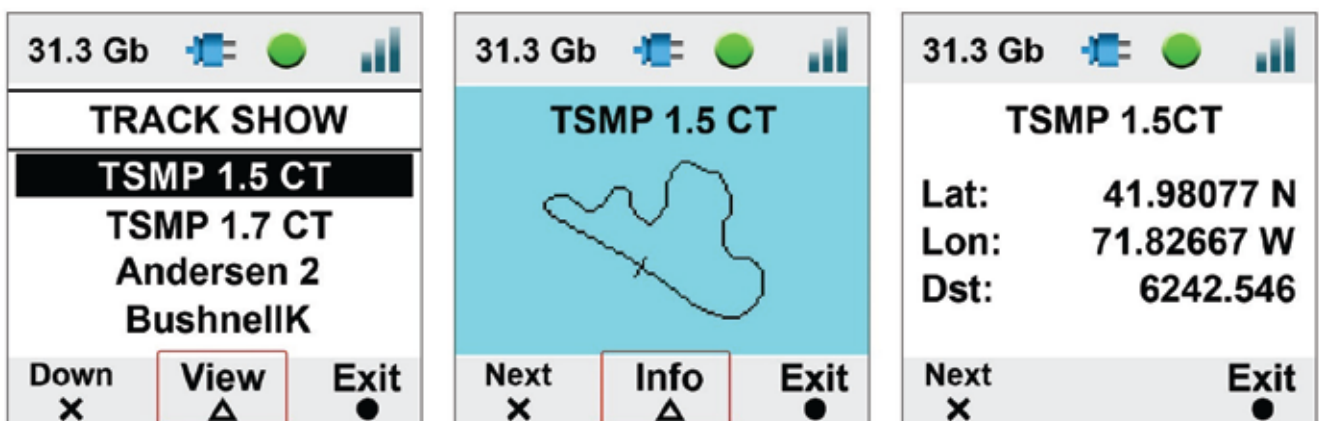 31.3 Gb
TRACK SHOW
TSMP 1.5 CT
TSMP 1.7 CT
Andersen 2
BushnellK
Down View Exit
31.3 Gb
TSMP 1.5 CT
Next Info Exit
31.3 Gb
TSMP 1.5CT
Lat: 41.98077 N
Lon: 71.82667 W
Dst: 6242.546
Next Exit